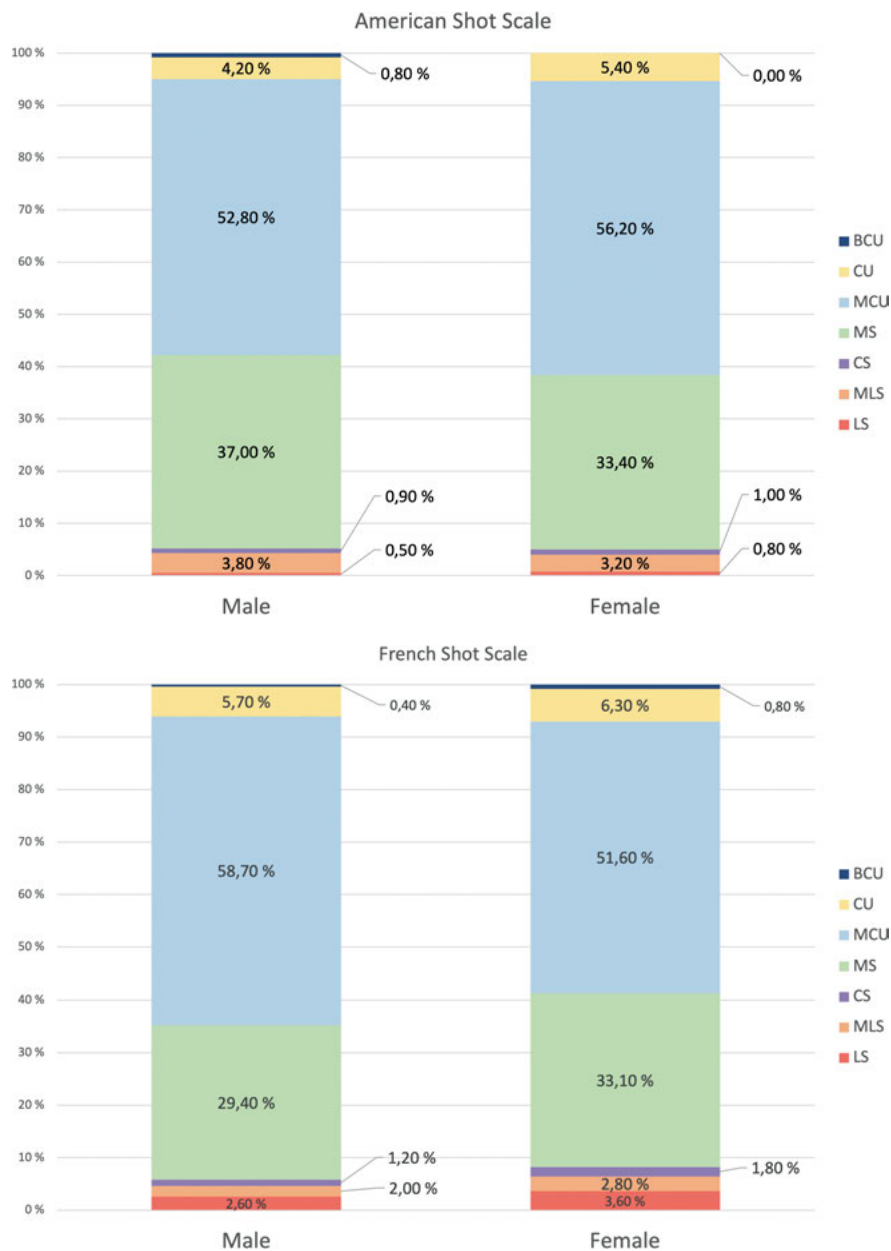 American Shot Scale
100 %
90 %
80 %
70 %
60 %
50 %
40 %
30 %
20 %
10 %
0 %
4,20 %
0,80 %
52,80 %
37,00 %
0,90 %
3,80 %
0,50 %
Male
5,40 %
0,00 %
56,20 %
33,40 %
1,00 %
3,20 %
0,80 %
Female
BCU
CU
MCU
MS
CS
MLS
LS
French Shot Scale
100 %
90 %
80 %
70 %
60 %
50 %
40 %
30 %
20 %
10 %
0 %
5,70 %
0,40 %
58,70 %
29,40 %
1,20 %
2,00 %
2,60 %
Male
6,30 %
0,80 %
51,60 %
33,10 %
1,80 %
2,80 %
3,60 %
Female
BCU
CU
MCU
MS
CS
MLS
LS